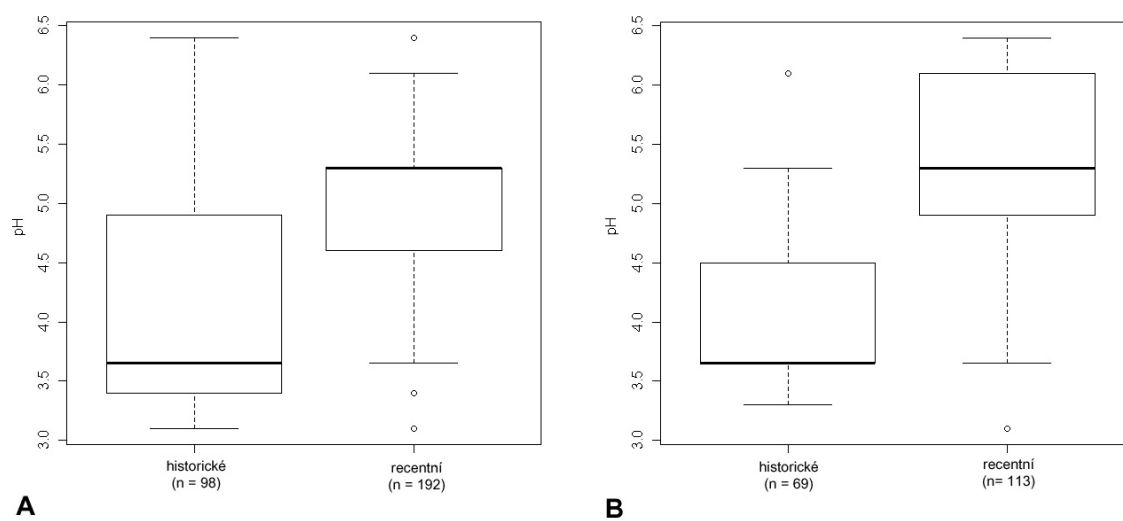 6.5
6.0
5.5
5.0
4.5
4.0
3.5
3.0
pH
historické
(n = 98)
recentní
(n = 192)
A
6.5
6.0
5.5
5.0
4.5
4.0
3.5
3.0
pH
historické
(n = 69)
recentní
(n= 113)
B